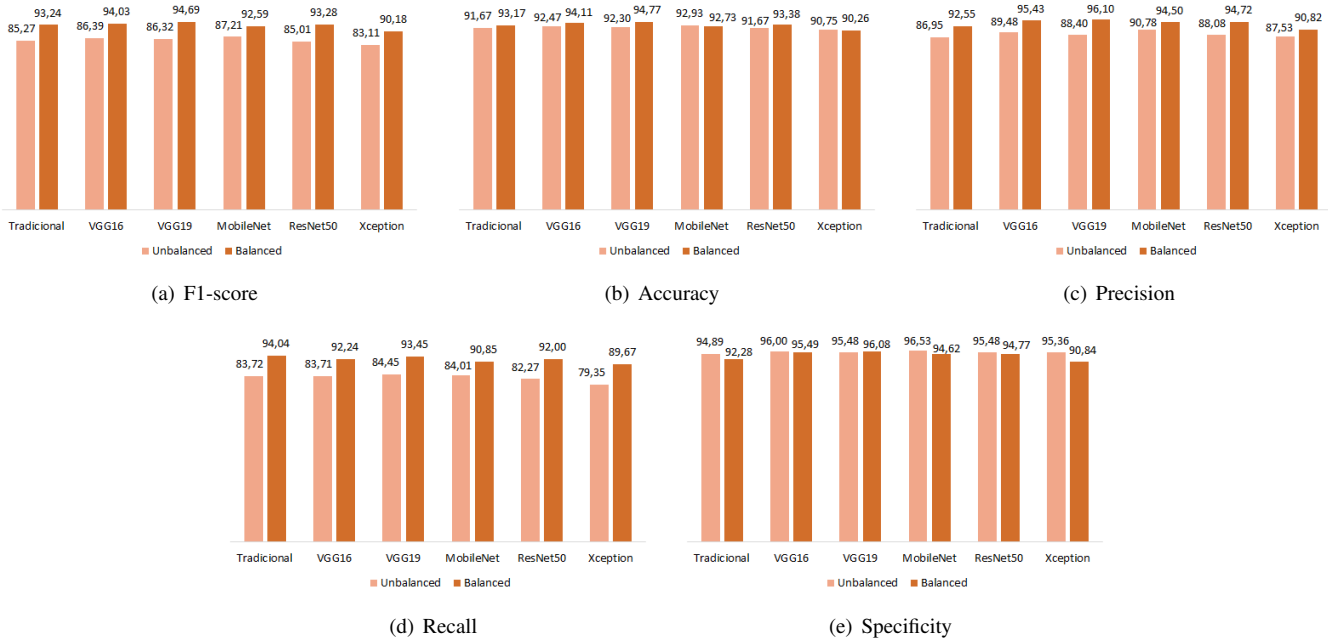 85,27 93,24 86,39 94,03 86,32 94,69 87,21 92,59 85,01 93,28 83,11 90,18
Tradicional VGG16 VGG19 MobileNet ResNet50 Xception
Unbalanced Balanced
(a) F1-score
91,67 93,17 92,47 94,11 92,30 94,77 92,93 92,73 91,67 93,38 90,75 90,26
Tradicional VGG16 VGG19 MobileNet ResNet50 Xception
Unbalanced Balanced
(b) Accuracy
86,95 92,55 89,48 95,43 88,40 96,10 90,78 94,50 88,08 94,72 87,53 90,82
Tradicional VGG16 VGG19 MobileNet ResNet50 Xception
Unbalanced Balanced
(c) Precision
83,72 94,04 83,71 92,24 84,45 93,45 84,01 90,85 82,27 92,00 79,35 89,67
Tradicional VGG16 VGG19 MobileNet ResNet50 Xception
Unbalanced Balanced
(d) Recall
94,89 92,28 96,00 95,49 95,48 96,08 96,53 94,62 95,48 94,77 95,36 90,84
Tradicional VGG16 VGG19 MobileNet ResNet50 Xception
Unbalanced Balanced
(e) Specificity